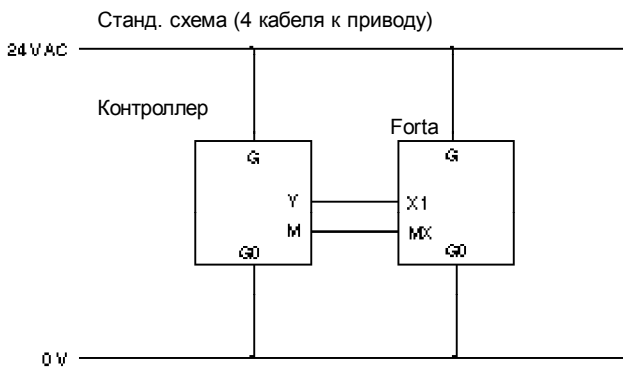 Станд. схема (4 кабеля к приводу)
24 V AC
Контроллер
Forta
G
G
Y
X1
M
MX
G0
G0
0 V